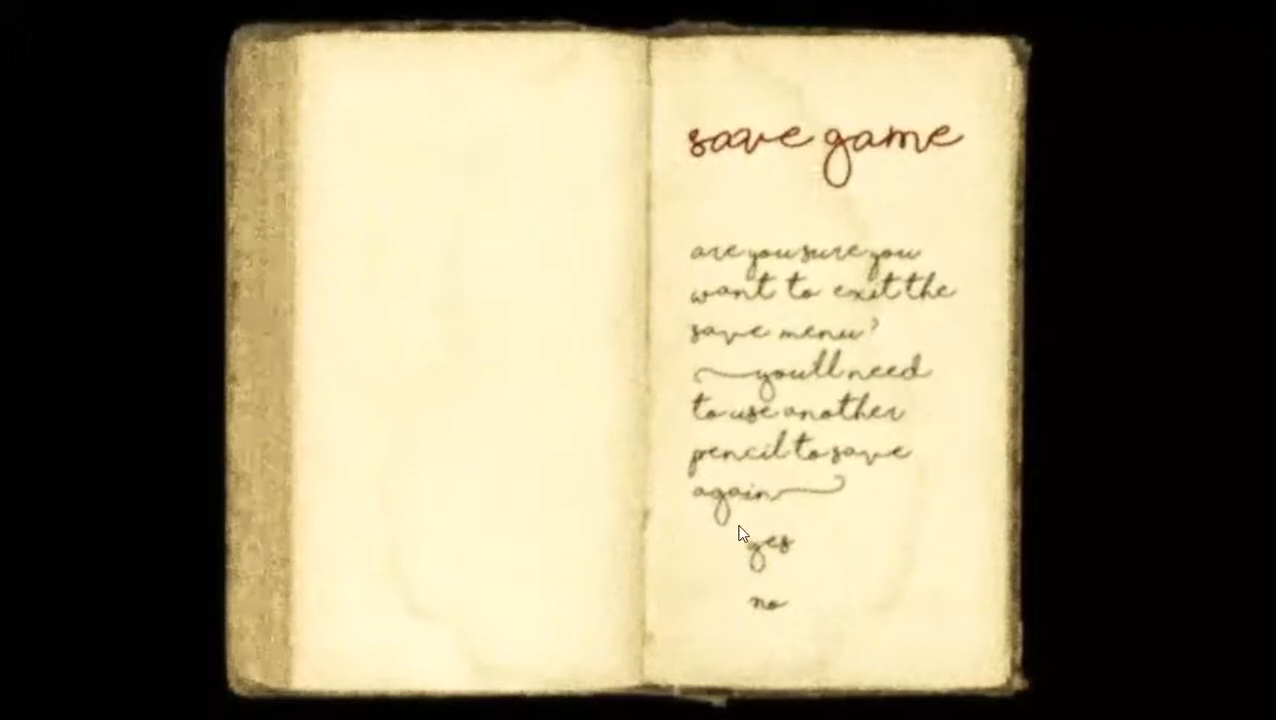 save game
are you sure you
want to exit the
save menu?
you'll need
to use another
pencil to save
again
yes
no